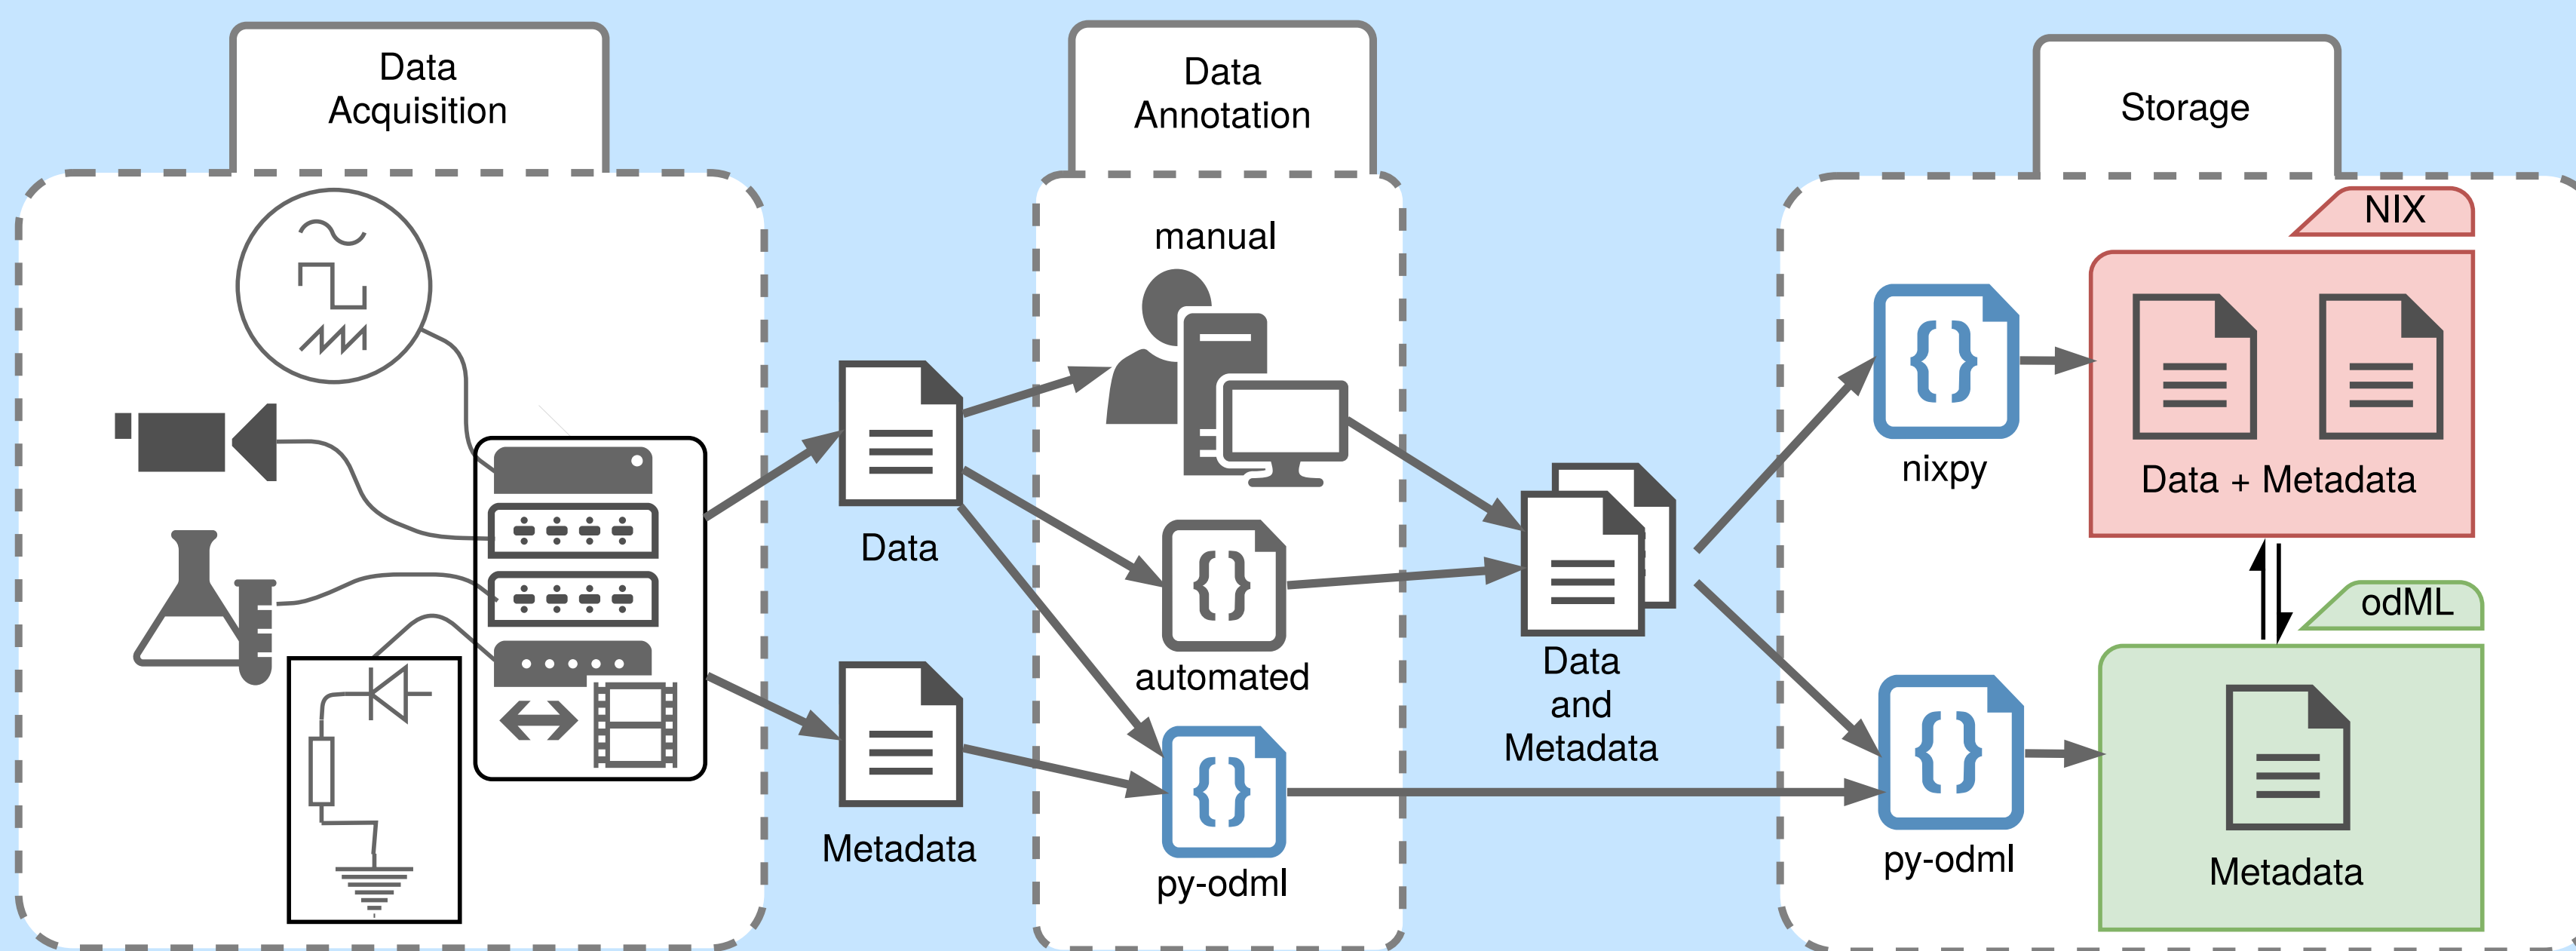 Data
Acquisition
Data
Annotation
Storage
manual
NIX
{}
nixpy
Data + Metadata
Data
{}
automated
Data
and
Metadata
odML
Metadata
{}
py-odml
{}
py-odml
Metadata